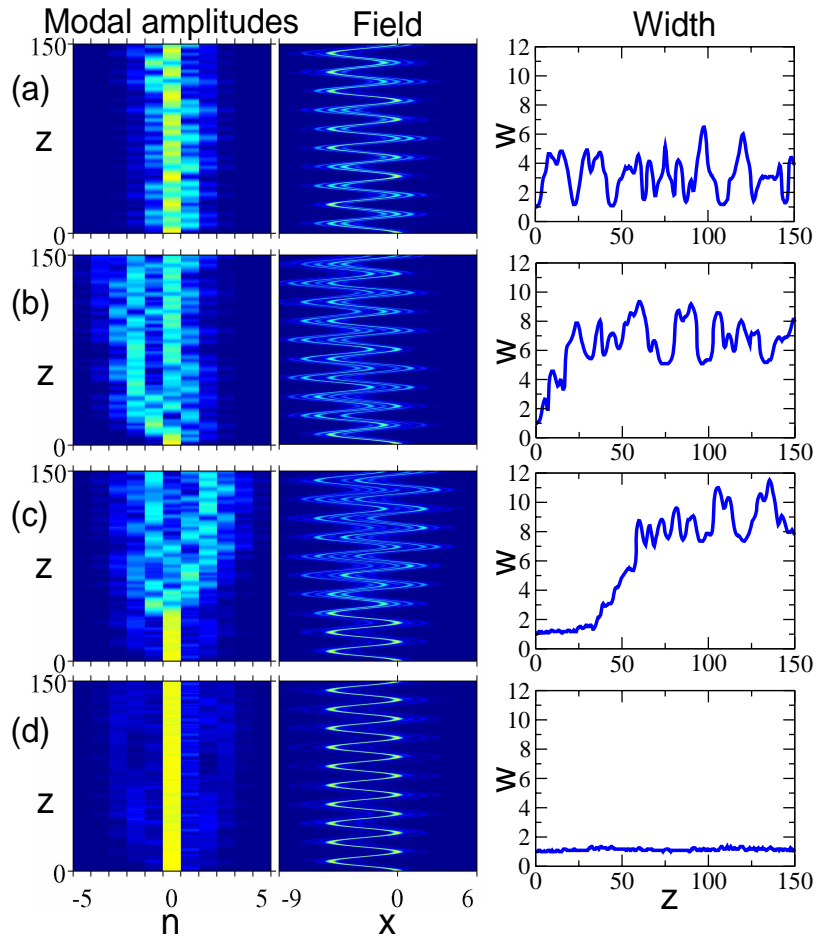 Modal amplitudes Field Width
(a) z 150 0 w 12 10 8 6 4 2 0 0 50 100 150
(b) z 150 0 w 12 10 8 6 4 2 0 0 50 100 150
(c) z 150 0 w 12 10 8 6 4 2 0 0 50 100 150
(d) z 150 0 w 12 10 8 6 4 2 0 0 50 100 150
-5 0 5 -9 0 6
n x z